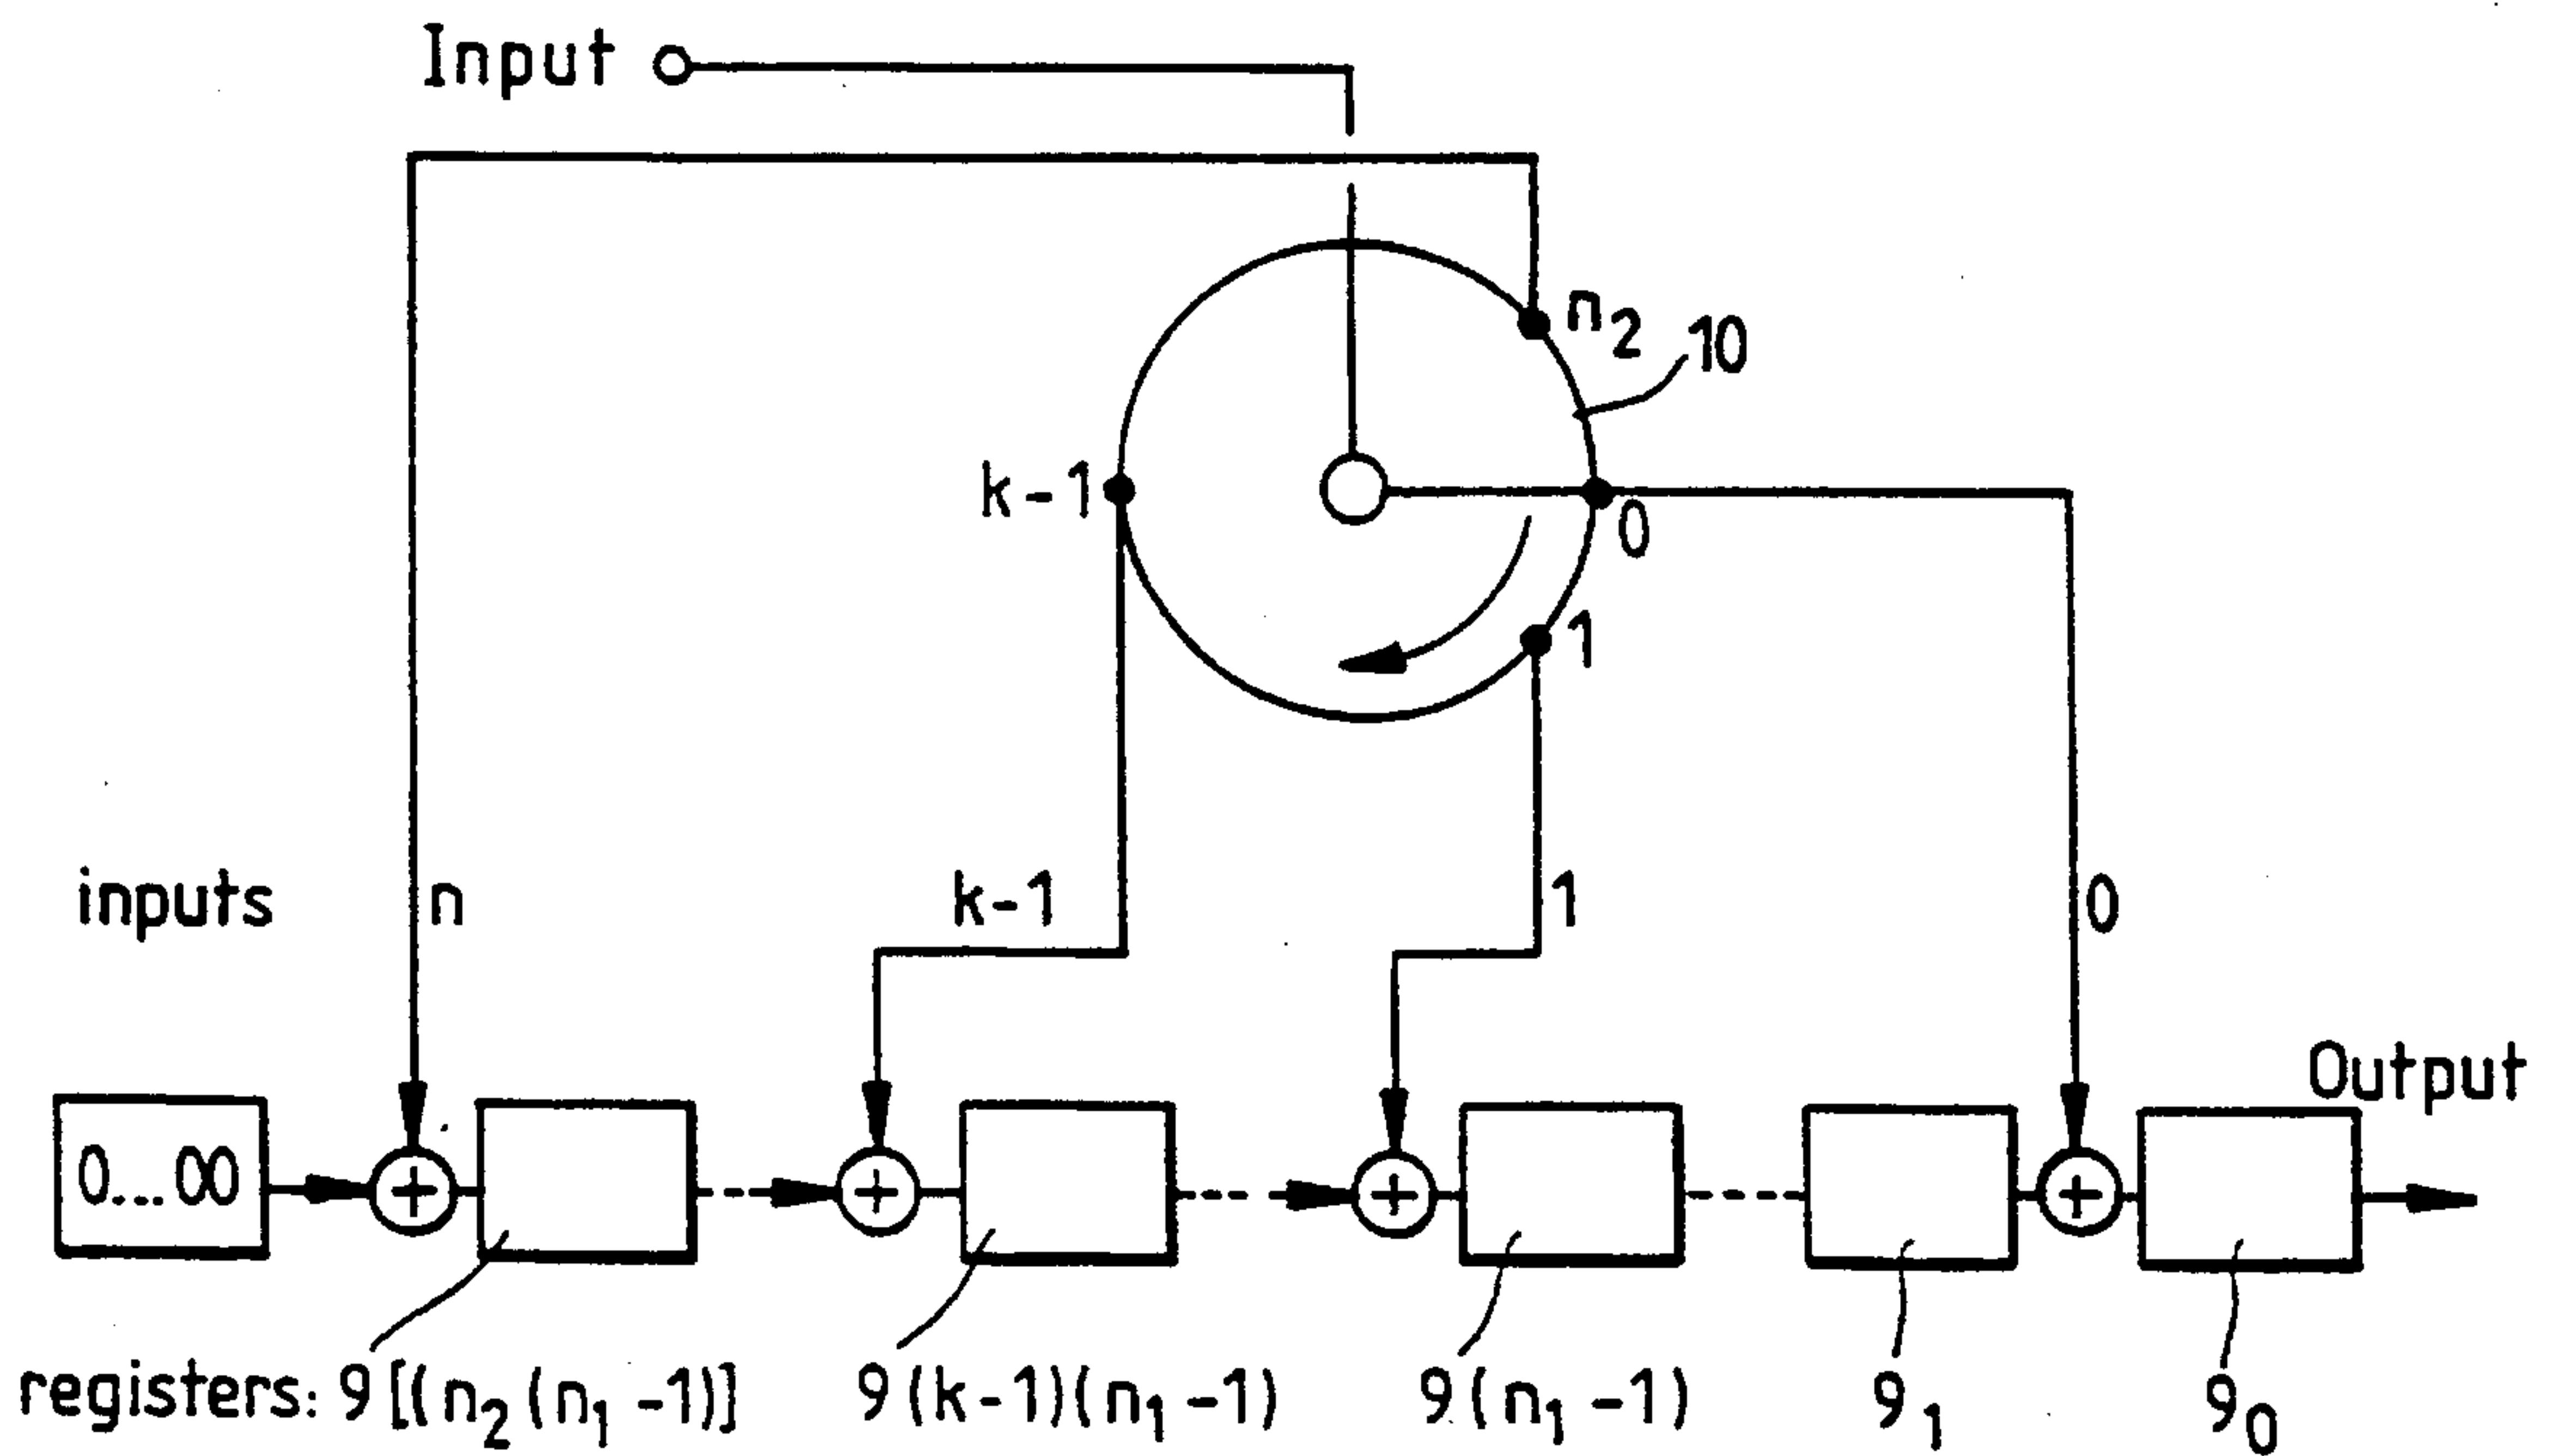 Input
n₂
10
k-1
0
1
inputs
n
k-1
1
0
Output
0...∞
+
+
+
+
registers: 9[(n₂(n₁-1)]
9(k-1)(n₁-1)
9(n₁-1)
9₁
9₀